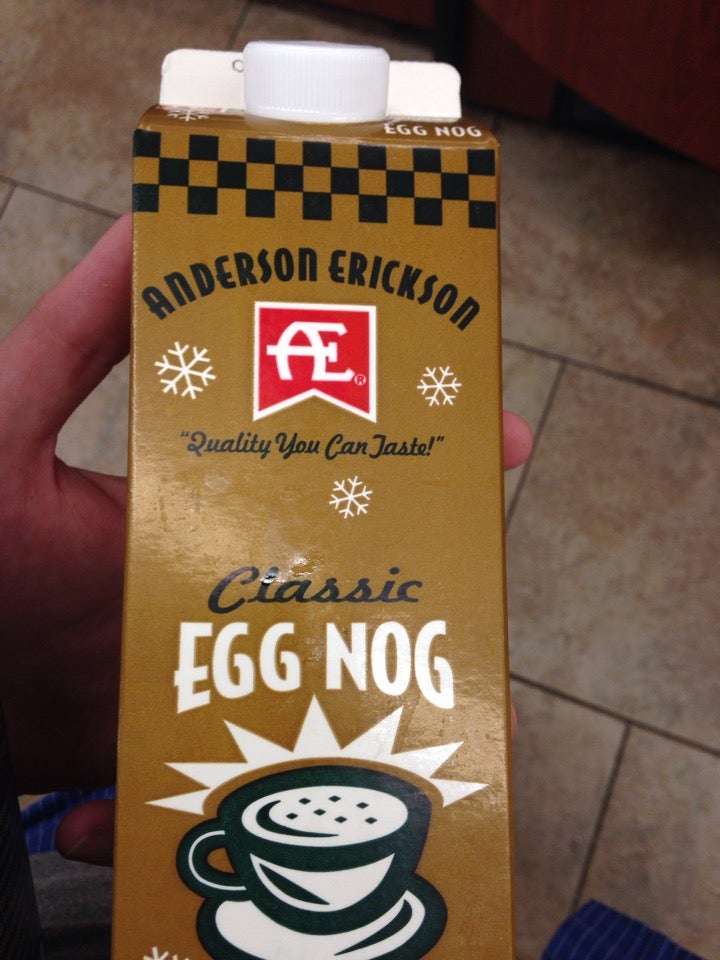 EGG NOG
ANDERSON ERICKSON
AE®
"Quality You Can Taste!"
Classic
EGG NOG